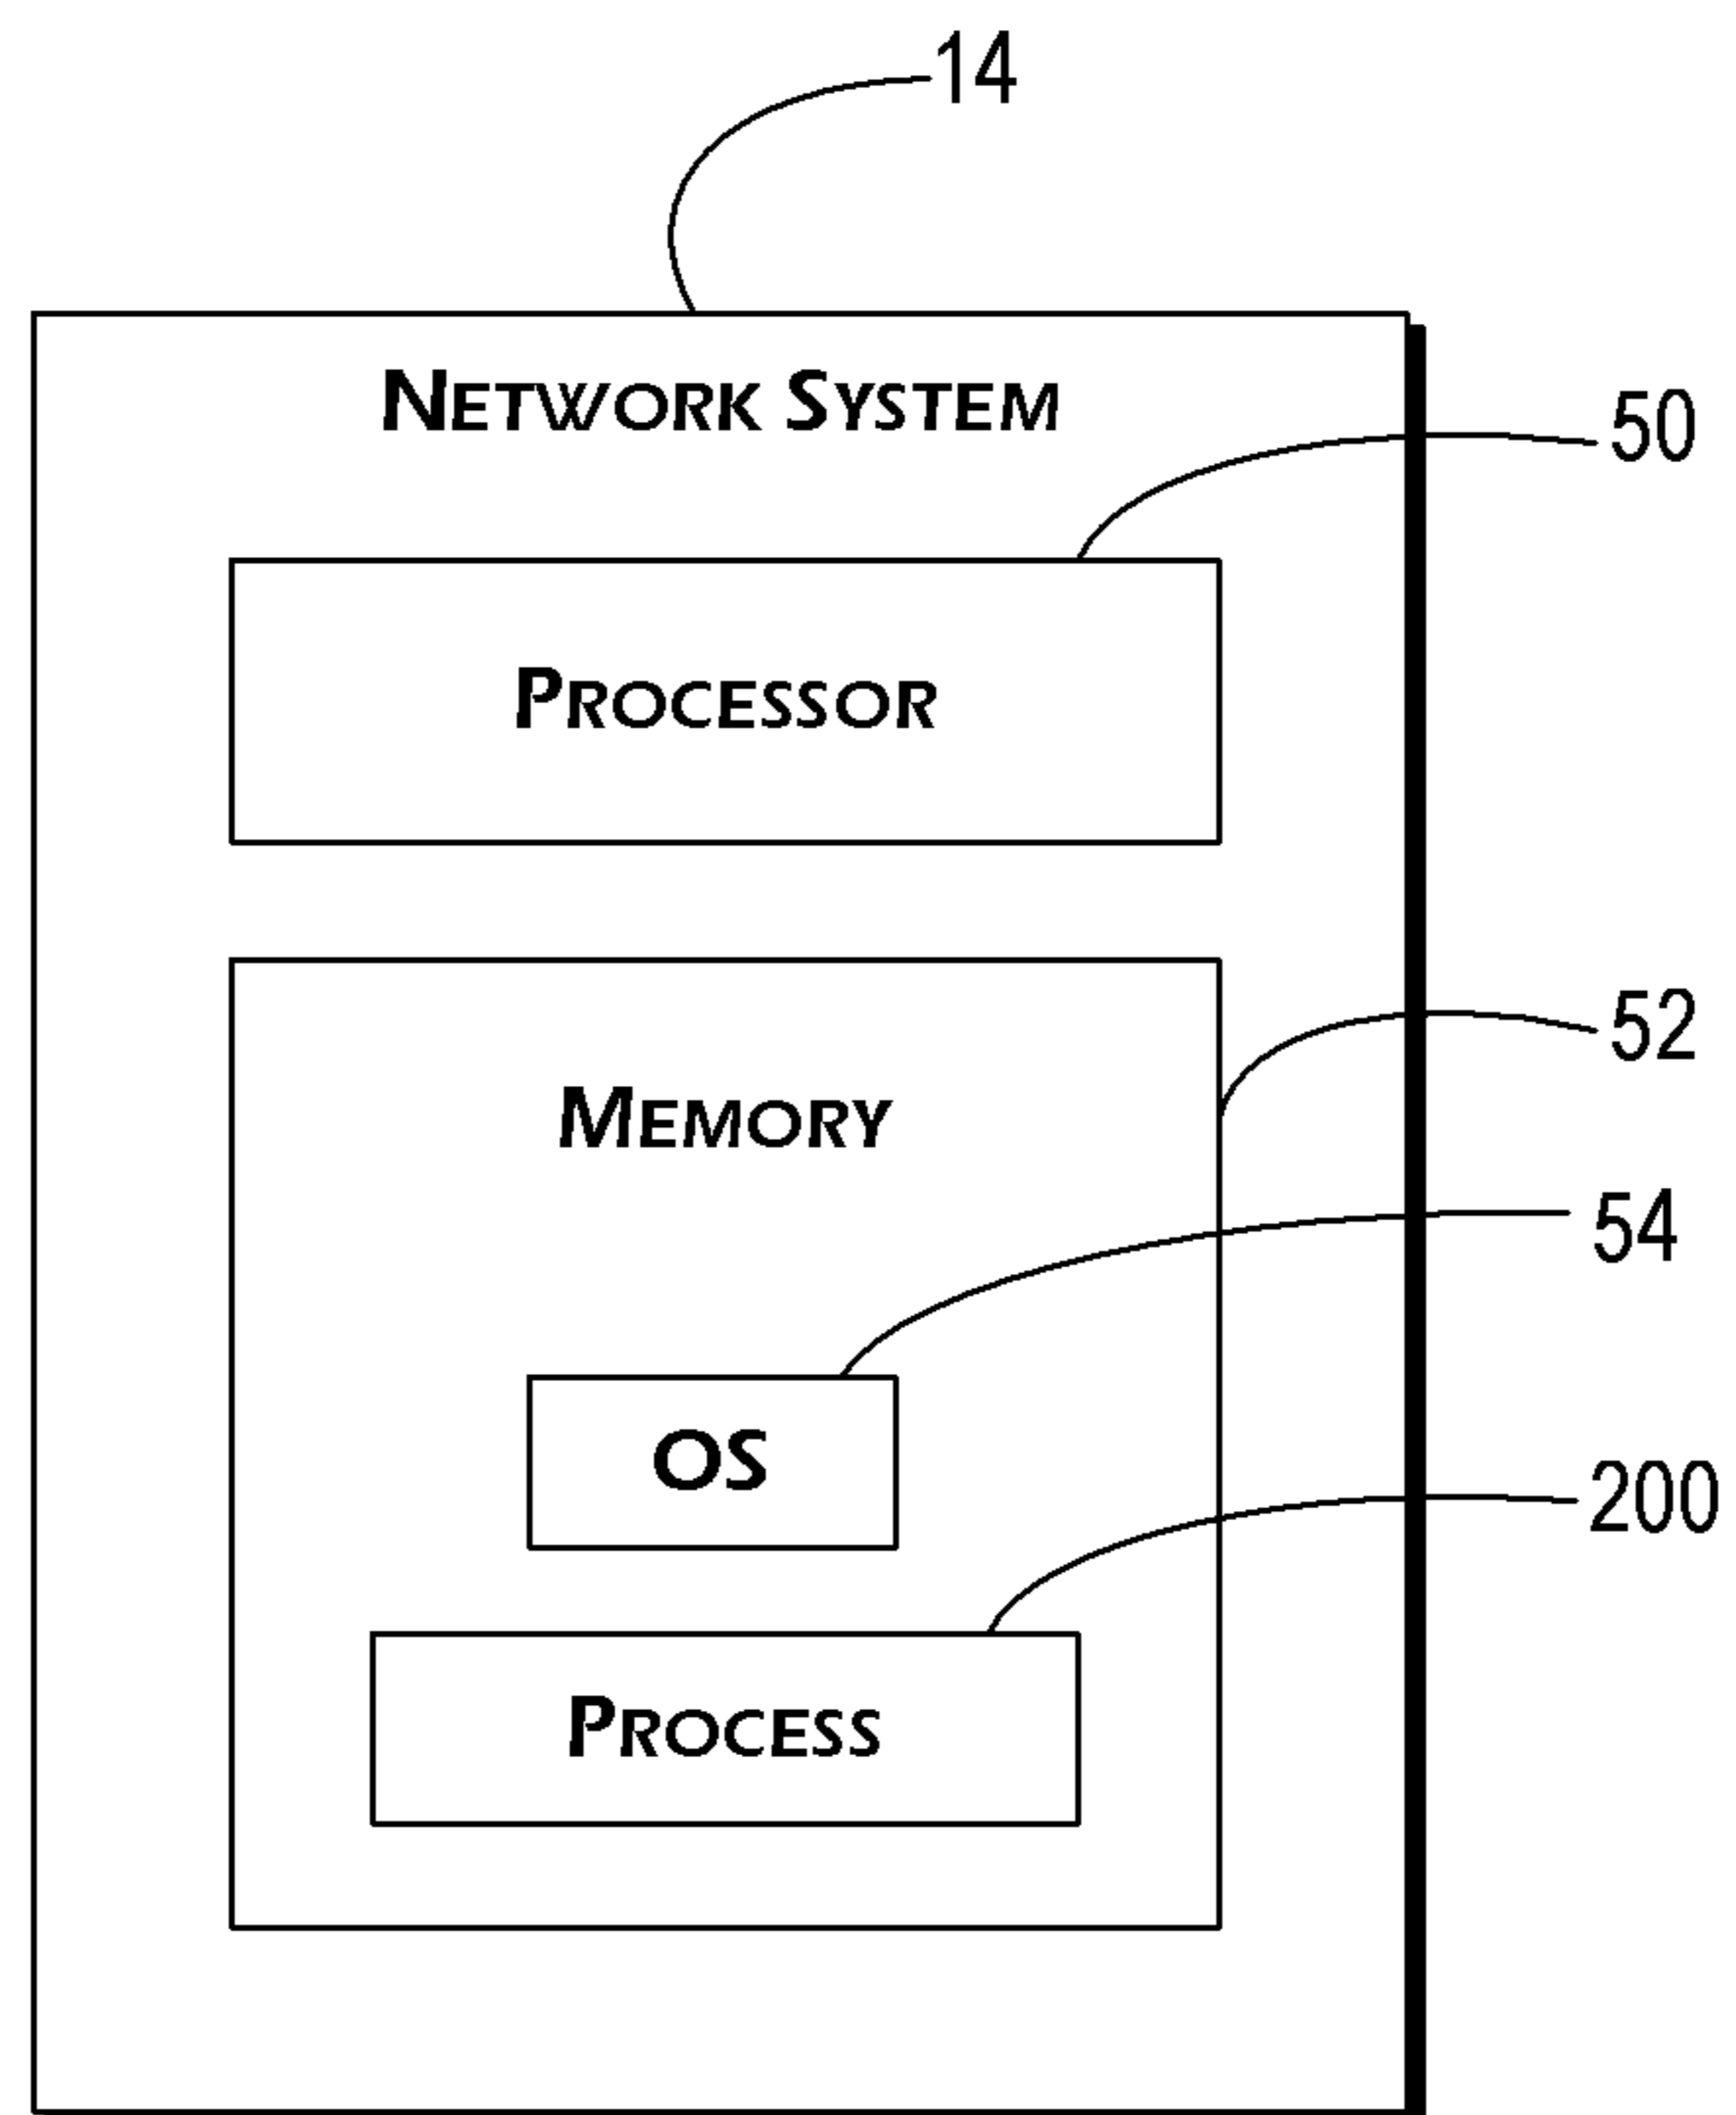 14
NETWORK SYSTEM
50
PROCESSOR
52
MEMORY
54
OS
200
PROCESS